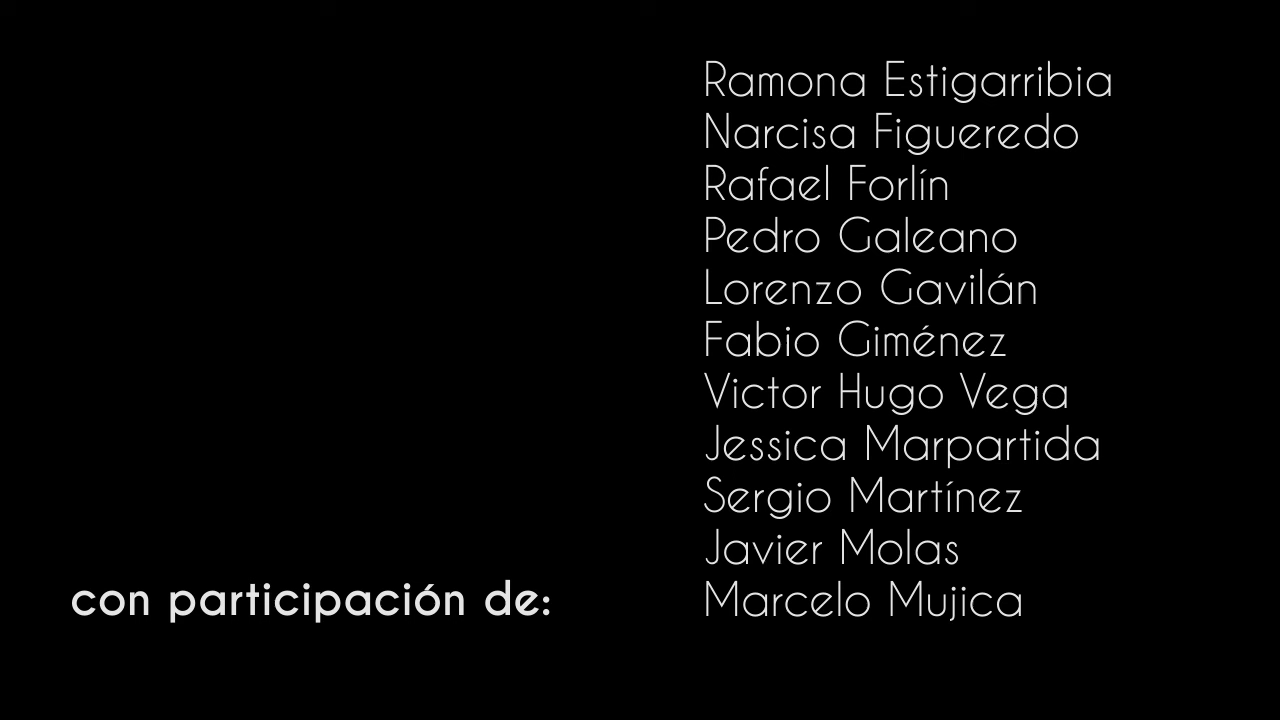 Ramona Estigarribia
Narcisa Figueredo
Rafael Forlín
Pedro Galeano
Lorenzo Gavilán
Fabio Giménez
Victor Hugo Vega
Jessica Marpartida
Sergio Martínez
Javier Molas
con participación de:
Marcelo Mujica